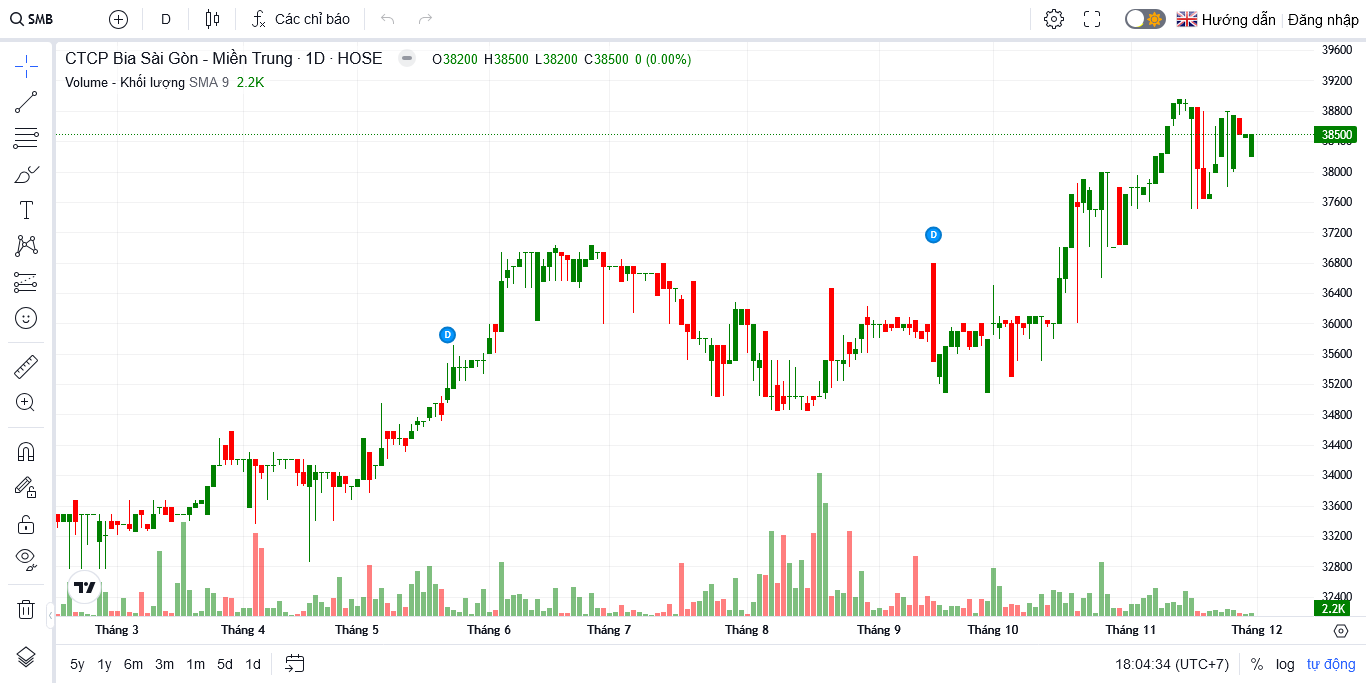 SMB D Các chỉ báo Hướng dẫn Đăng nhập
CTCP Bia Sài Gòn - Miền Trung · 1D · HOSE O38200 H38500 L38200 C38500 0 (0.00%)
Volume - Khối lượng SMA 9 2.2K
39600
39200
38800
38500
38400
38000
37600
37200
36800
36400
36000
35600
35200
34800
34400
34000
33600
33200
32800
32400
2.2K
D
D
Tháng 3 Tháng 4 Tháng 5 Tháng 6 Tháng 7 Tháng 8 Tháng 9 Tháng 10 Tháng 11 Tháng 12
5y 1y 6m 3m 1m 5d 1d 18:04:34 (UTC+7) % log tự động